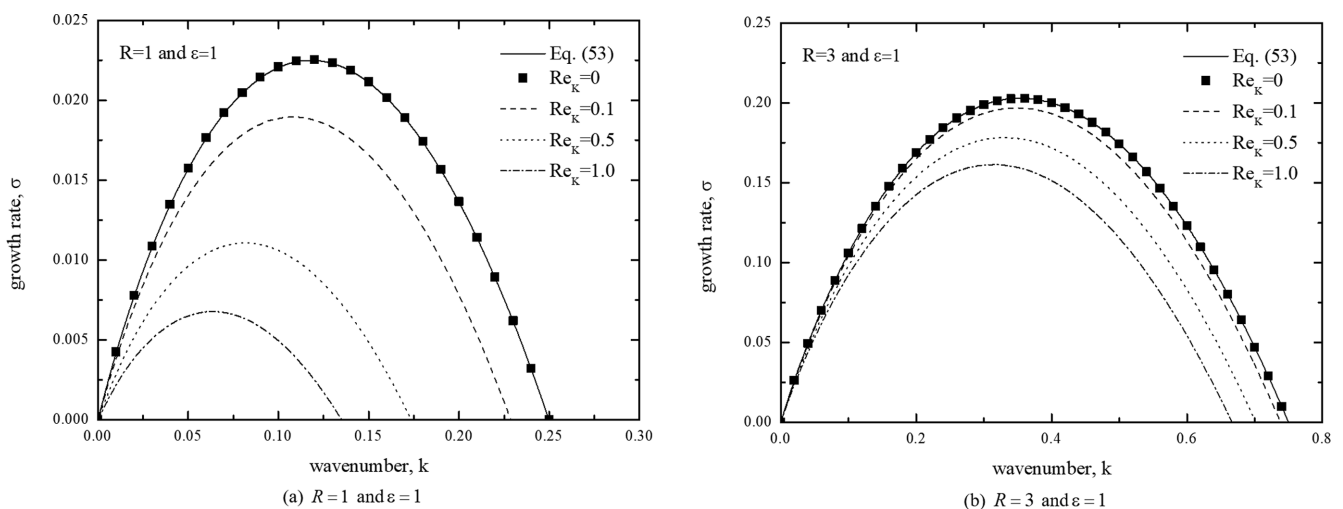 R=1 and ε=1
Eq. (53)
Re_K=0
Re_K=0.1
Re_K=0.5
Re_K=1.0
growth rate, σ
0.025
0.025
0.020
0.015
0.010
0.005
0.000
0.00 0.05 0.10 0.15 0.20 0.25 0.30
wavenumber, k
(a) R = 1 and ε = 1
R=3 and ε=1
Eq. (53)
Re_K=0
Re_K=0.1
Re_K=0.5
Re_K=1.0
growth rate, σ
0.25
0.20
0.15
0.10
0.05
0.00
0.0 0.2 0.4 0.6 0.8
wavenumber, k
(b) R = 3 and ε = 1